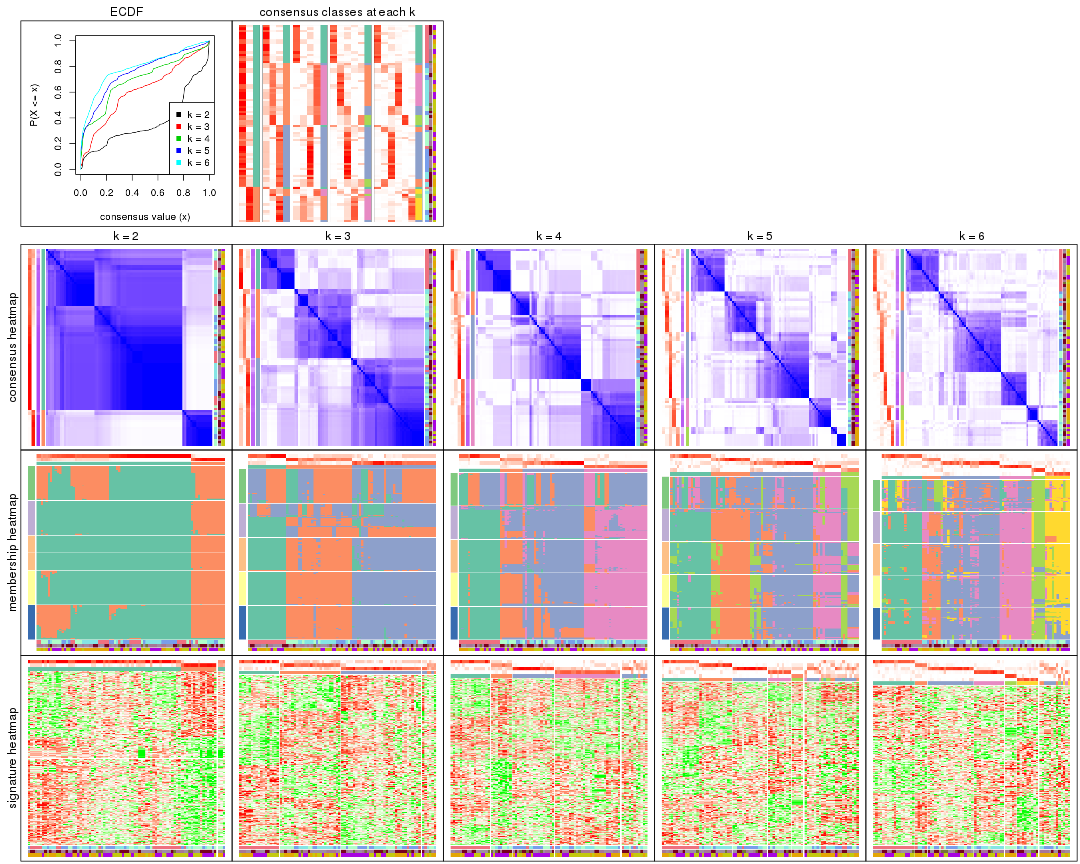 ECDF
consensus classes at each k
P(X <= x)
0.0 0.2 0.4 0.6 0.8 1.0
k = 2
k = 3
k = 4
k = 5
k = 6
0.0 0.2 0.4 0.6 0.8 1.0
consensus value (x)
k = 2
k = 3
k = 4
k = 5
k = 6
consensus heatmap
membership heatmap
signature heatmap